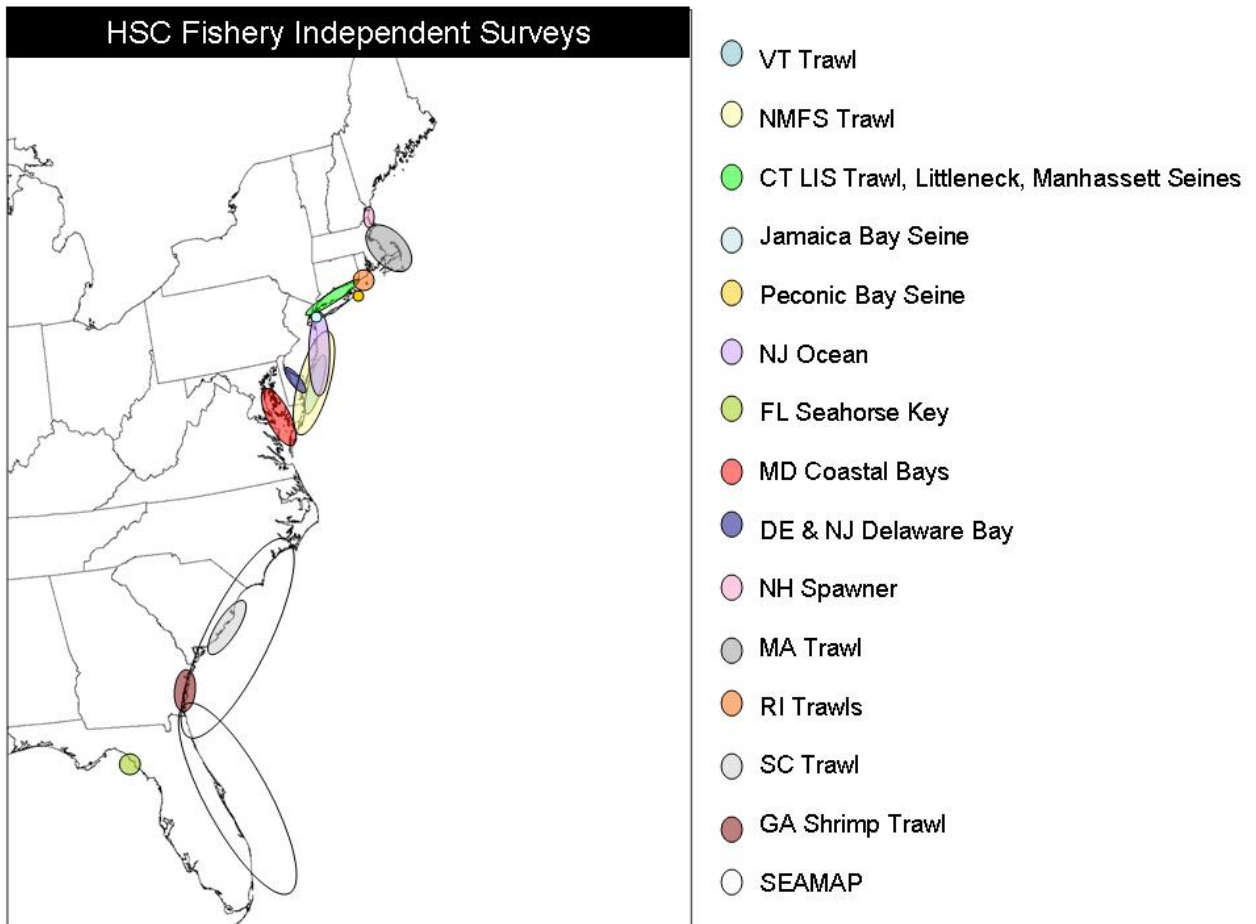 HSC Fishery Independent Surveys
VT Trawl
NMFS Trawl
CT LIS Trawl, Littleneck, Manhassett Seines
Jamaica Bay Seine
Peconic Bay Seine
NJ Ocean
FL Seahorse Key
MD Coastal Bays
DE & NJ Delaware Bay
NH Spawner
MA Trawl
RI Trawls
SC Trawl
GA Shrimp Trawl
SEAMAP